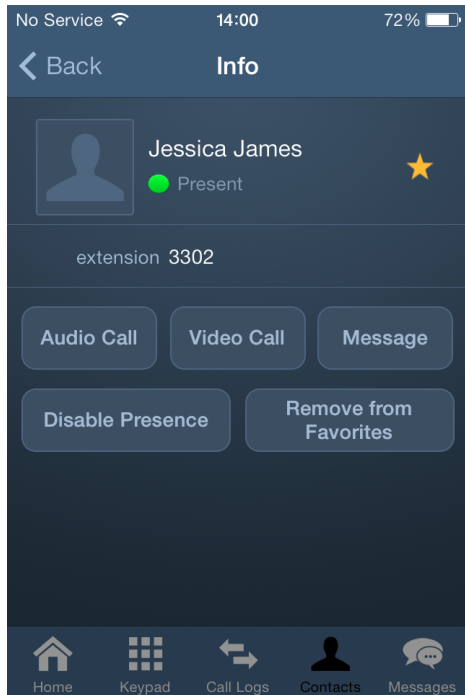 No Service 14:00 72%
Back Info
Jessica James
Present
extension 3302
Audio Call Video Call Message
Disable Presence Remove from
Favorites
Home Keypad Call Logs Contacts Messages